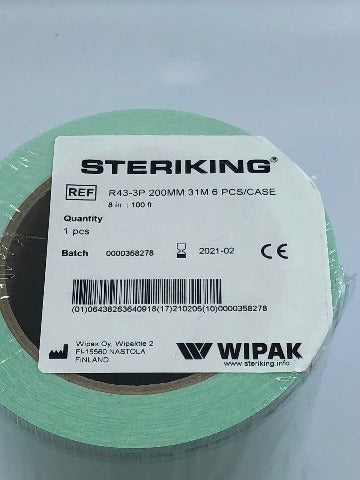 STERIKING®
REF R43-3P 200MM 31M 6 PCS/CASE
8 in : 100 ft.
Quantity
1 pcs
Batch 0000358278 2021-02 CE
(01)06438263640918(17)210205(10)0000358278
Wipak Oy, Wipaktie 2
FI-15560 NASTOLA
FINLAND
WIPAK
www.steriking.info